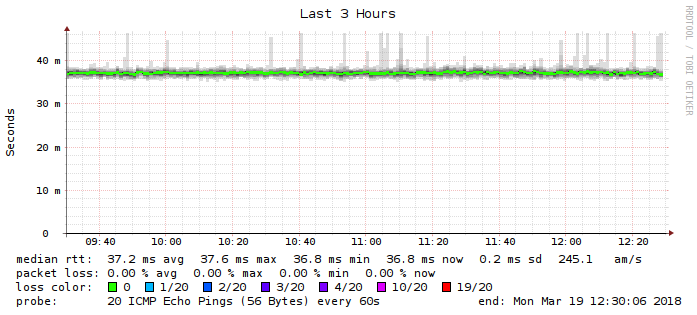 Last 3 Hours
RRDTOOL / TOBI OETIKER
Seconds
40 m
30 m
20 m
10 m
0
09:40 10:00 10:20 10:40 11:00 11:20 11:40 12:00 12:20
median rtt: 37.2 ms avg 37.6 ms max 36.8 ms min 36.8 ms now 0.2 ms sd 245.1 am/s
packet loss: 0.00 % avg 0.00 % max 0.00 % min 0.00 % now
loss color: 0 1/20 2/20 3/20 4/20 10/20 19/20
probe: 20 ICMP Echo Pings (56 Bytes) every 60s end: Mon Mar 19 12:30:06 2018